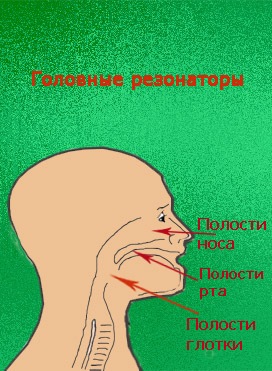 Головные резонаторы
Полости
носа
Полости
рта
Полости
глотки